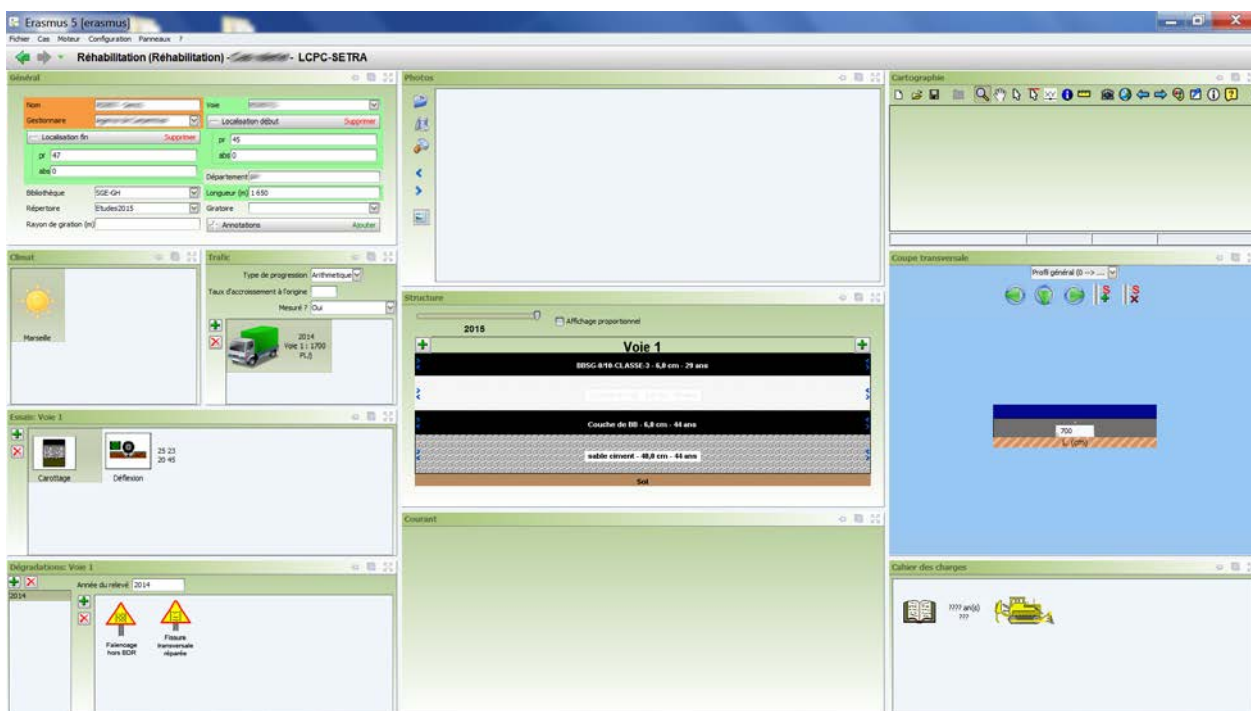 Erasmus 5 [erasmus]
Fichier Cas Moteur Configuration Panneaux ?
Réhabilitation (Réhabilitation) - - LCPC-SETRA
Général
Nom
Gestionnaire
Localisation fin Supprimer
pr 47
abs 0
Bibliothèque SGE-GH
Répertoire Etudes2015
Rayon de giration (m)
Voie
Localisation début Supprimer
pr 45
abs 0
Département
Longueur (m) 1 650
Gratoire
Annotations Ajouter
Climat
Marseille
Trafic
Type de progression Arithmetique
Taux d'accroissement à l'origine
Mesuré ? Oui
2014
Voie 1 : 1700
PL/j
Essais: Voie 1
Carottage
Déflexion
25 23
20 45
Dégradations: Voie 1
2014
Année du relevé 2014
Faïençage
hors BDR
Fissure
transversale
réparée
Photos
Structure
2015
Affichage proportionnel
Voie 1
BBSG-0/10-CLASSE-3 - 6,0 cm - 29 ans
Couche de BB - 6,0 cm - 44 ans
sable ciment - 40,0 cm - 44 ans
Sol
Courant
Cartographie
Coupe transversale
Profil général (0 --> ...
S
S
700
L (cm)
Cahier des charges
???? an(s)
???